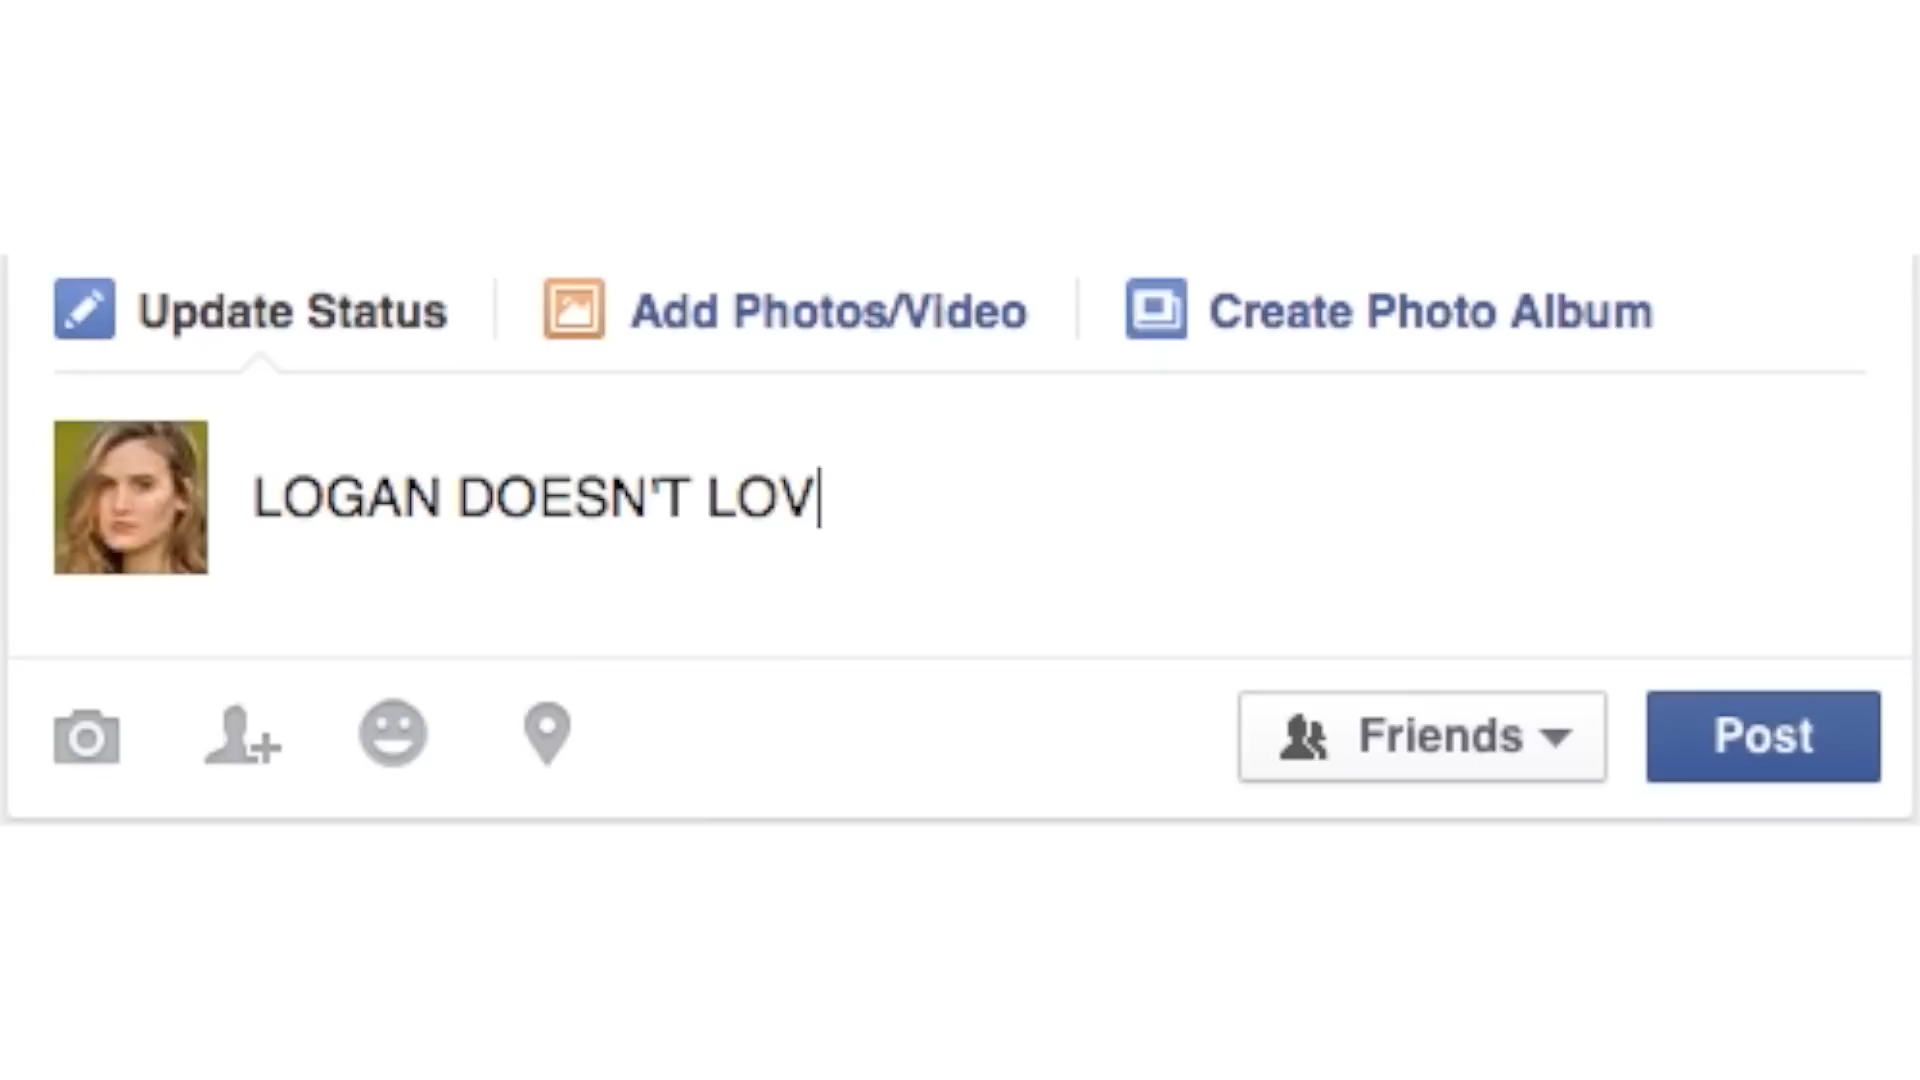 Update Status
Add Photos/Video
Create Photo Album
LOGAN DOESN'T LOV
Friends
Post